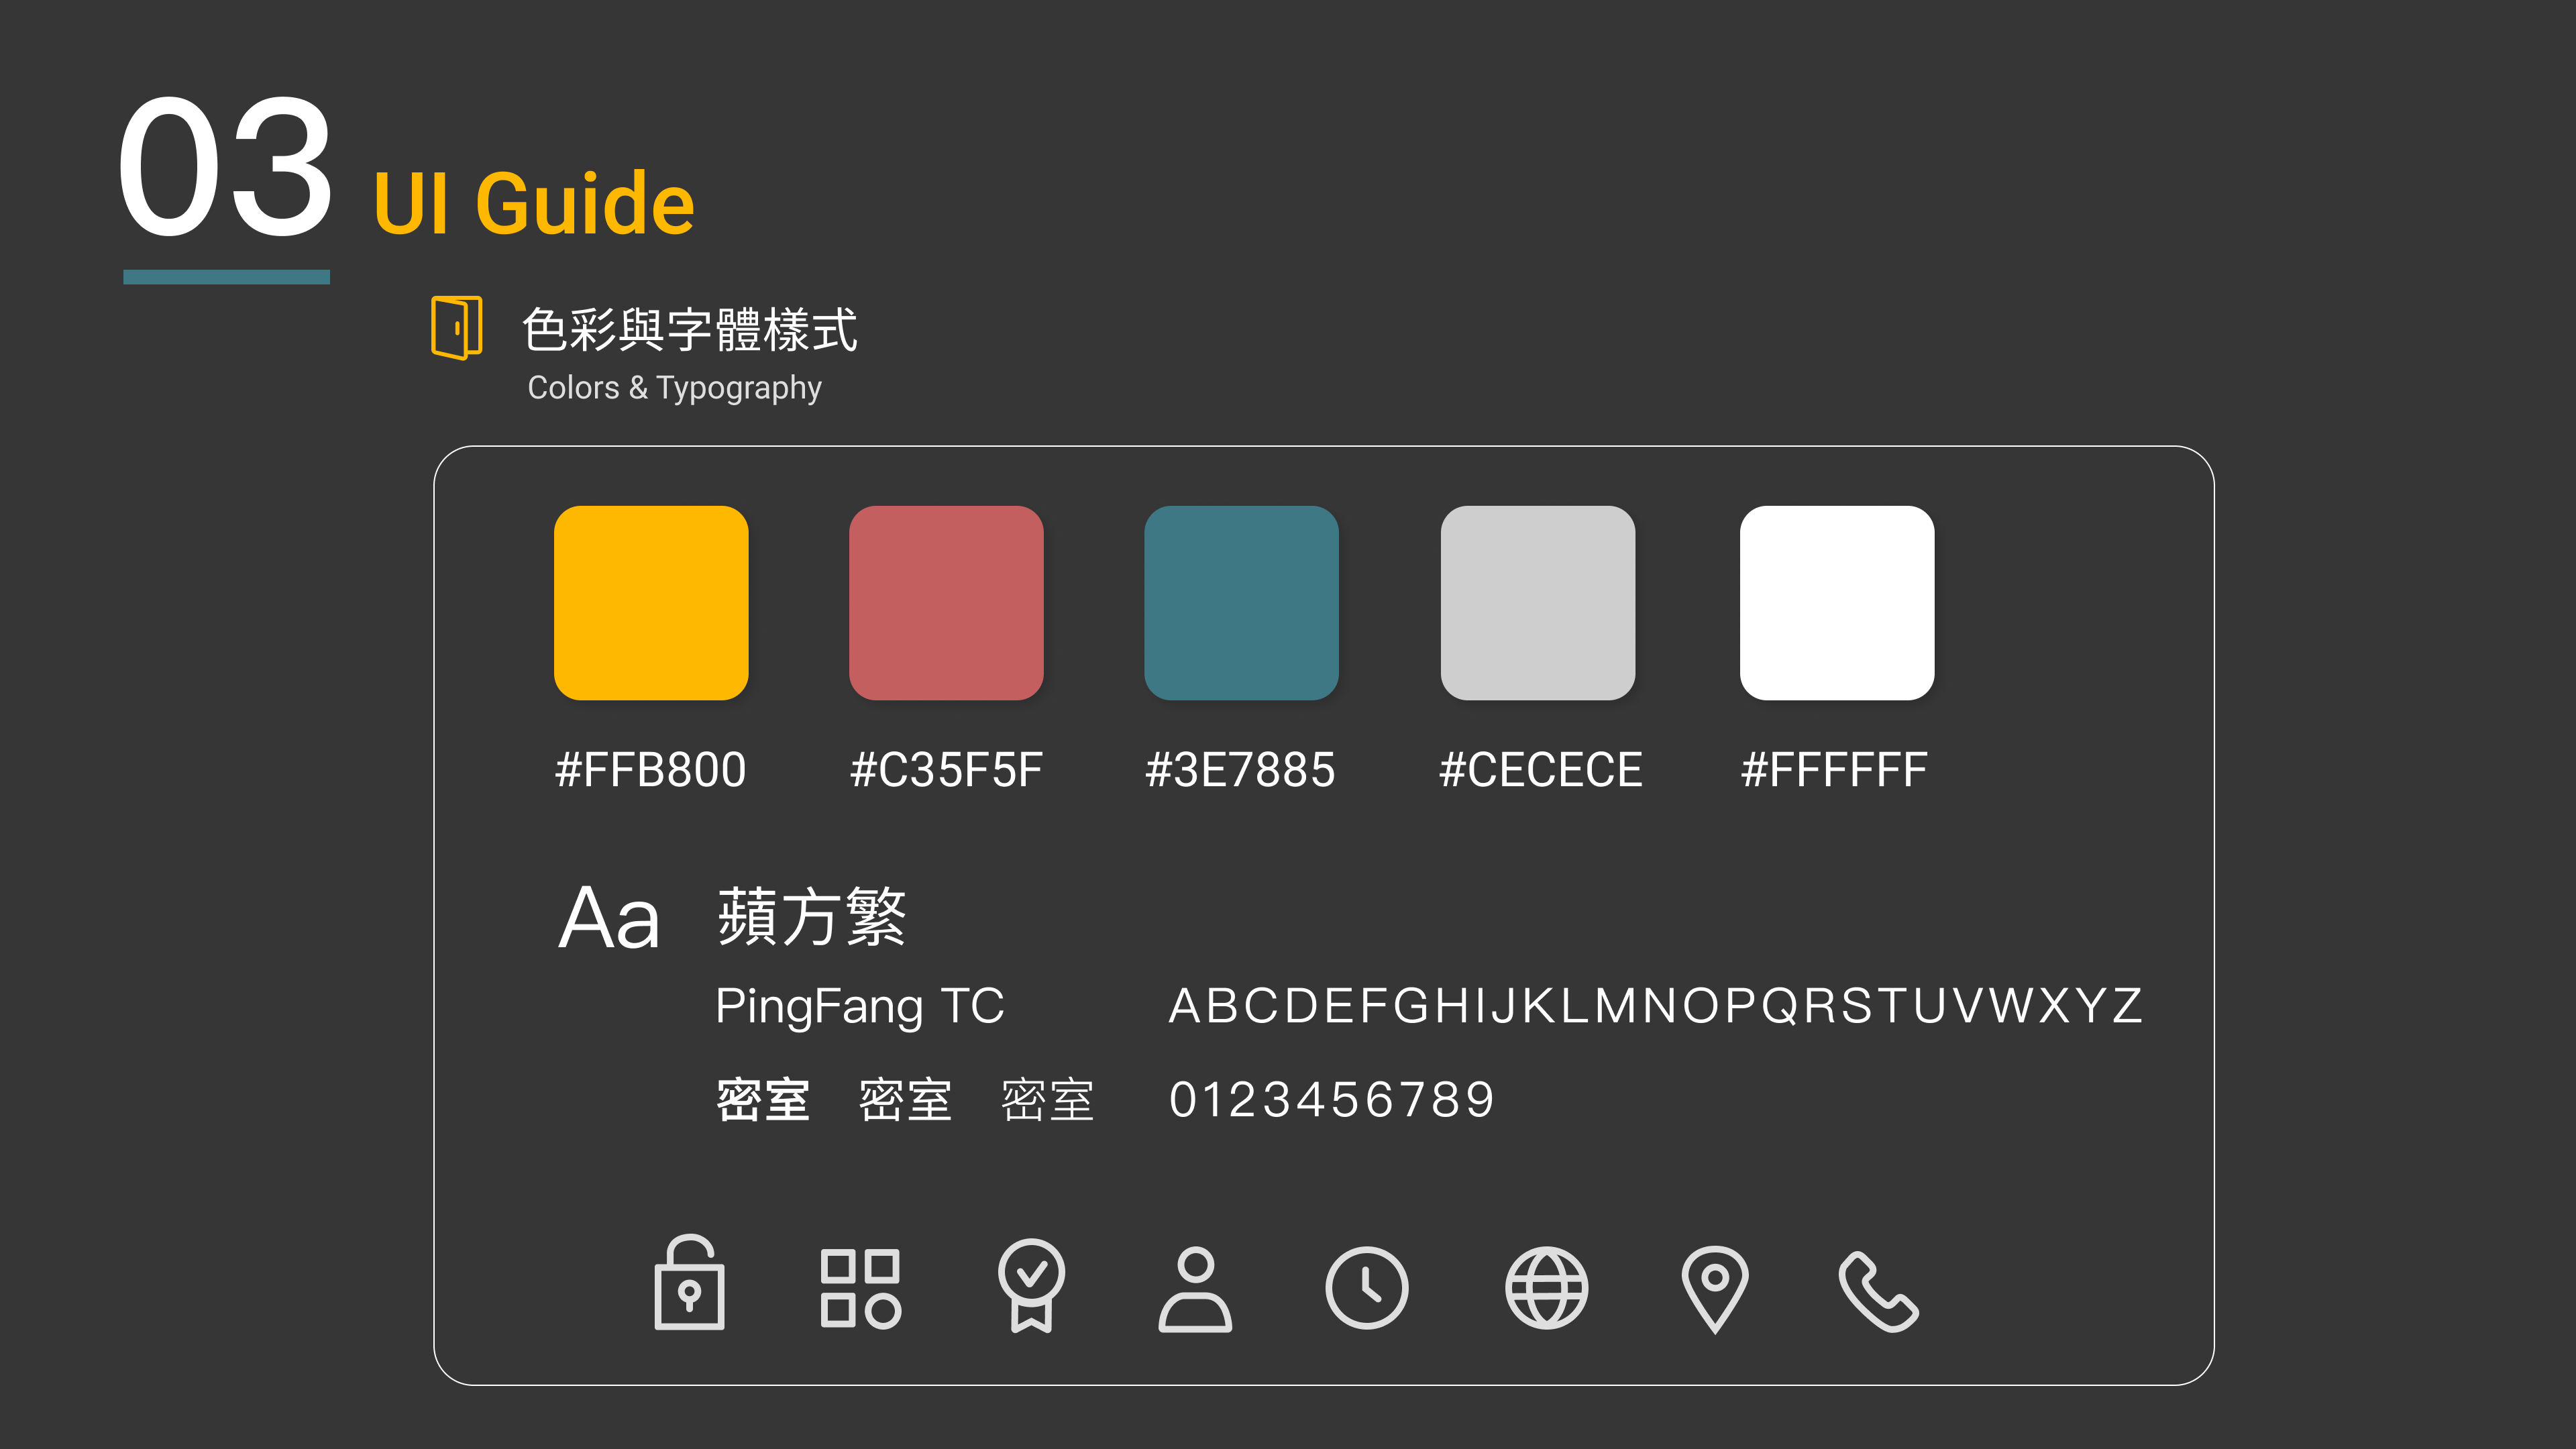 03 UI Guide
色彩與字體樣式
Colors & Typography
#FFB800 #C35F5F #3E7885 #CECECE #FFFFFF
Aa 蘋方繁
PingFang TC ABCDEFGHIJKLMNOPQRSTUVWXYZ
密室 密室 密室 0123456789